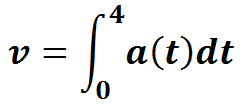 v = ∫₀⁴ a(t)dt